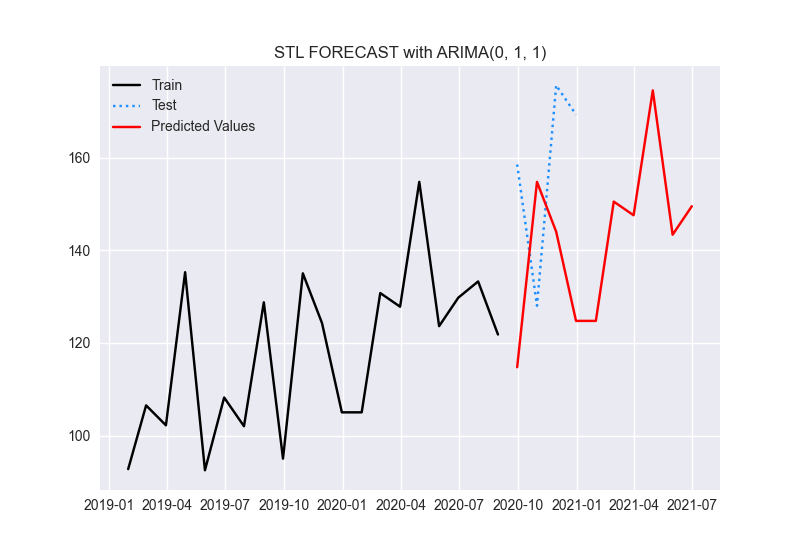 STL FORECAST with ARIMA(0, 1, 1)
Train
Test
Predicted Values
160
140
120
100
2019-01 2019-04 2019-07 2019-10 2020-01 2020-04 2020-07 2020-10 2021-01 2021-04 2021-07